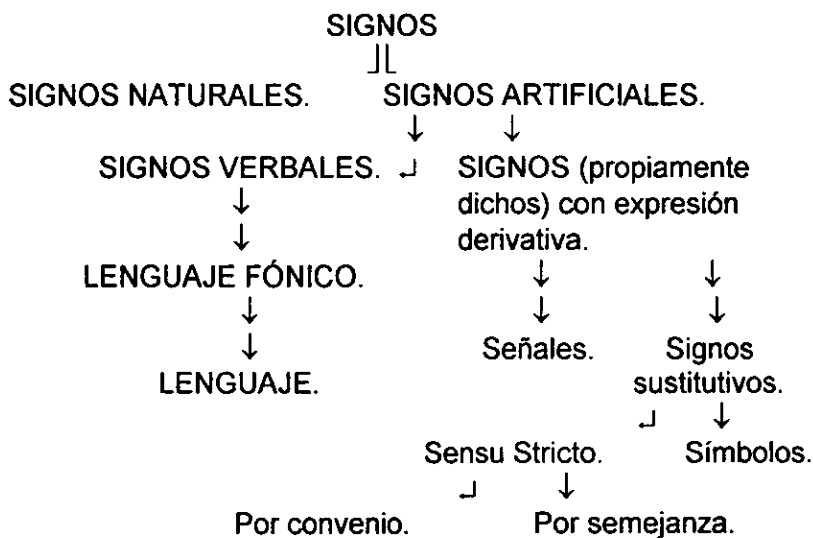 SIGNOS
SIGNOS NATURALES. SIGNOS ARTIFICIALES.
SIGNOS VERBALES. SIGNOS (propiamente
dichos) con expresión
derivativa.
LENGUAJE FÓNICO.
Señales. Signos
LENGUAJE. sustitutivos.
Sensu Stricto. Símbolos.
Por convenio. Por semejanza.